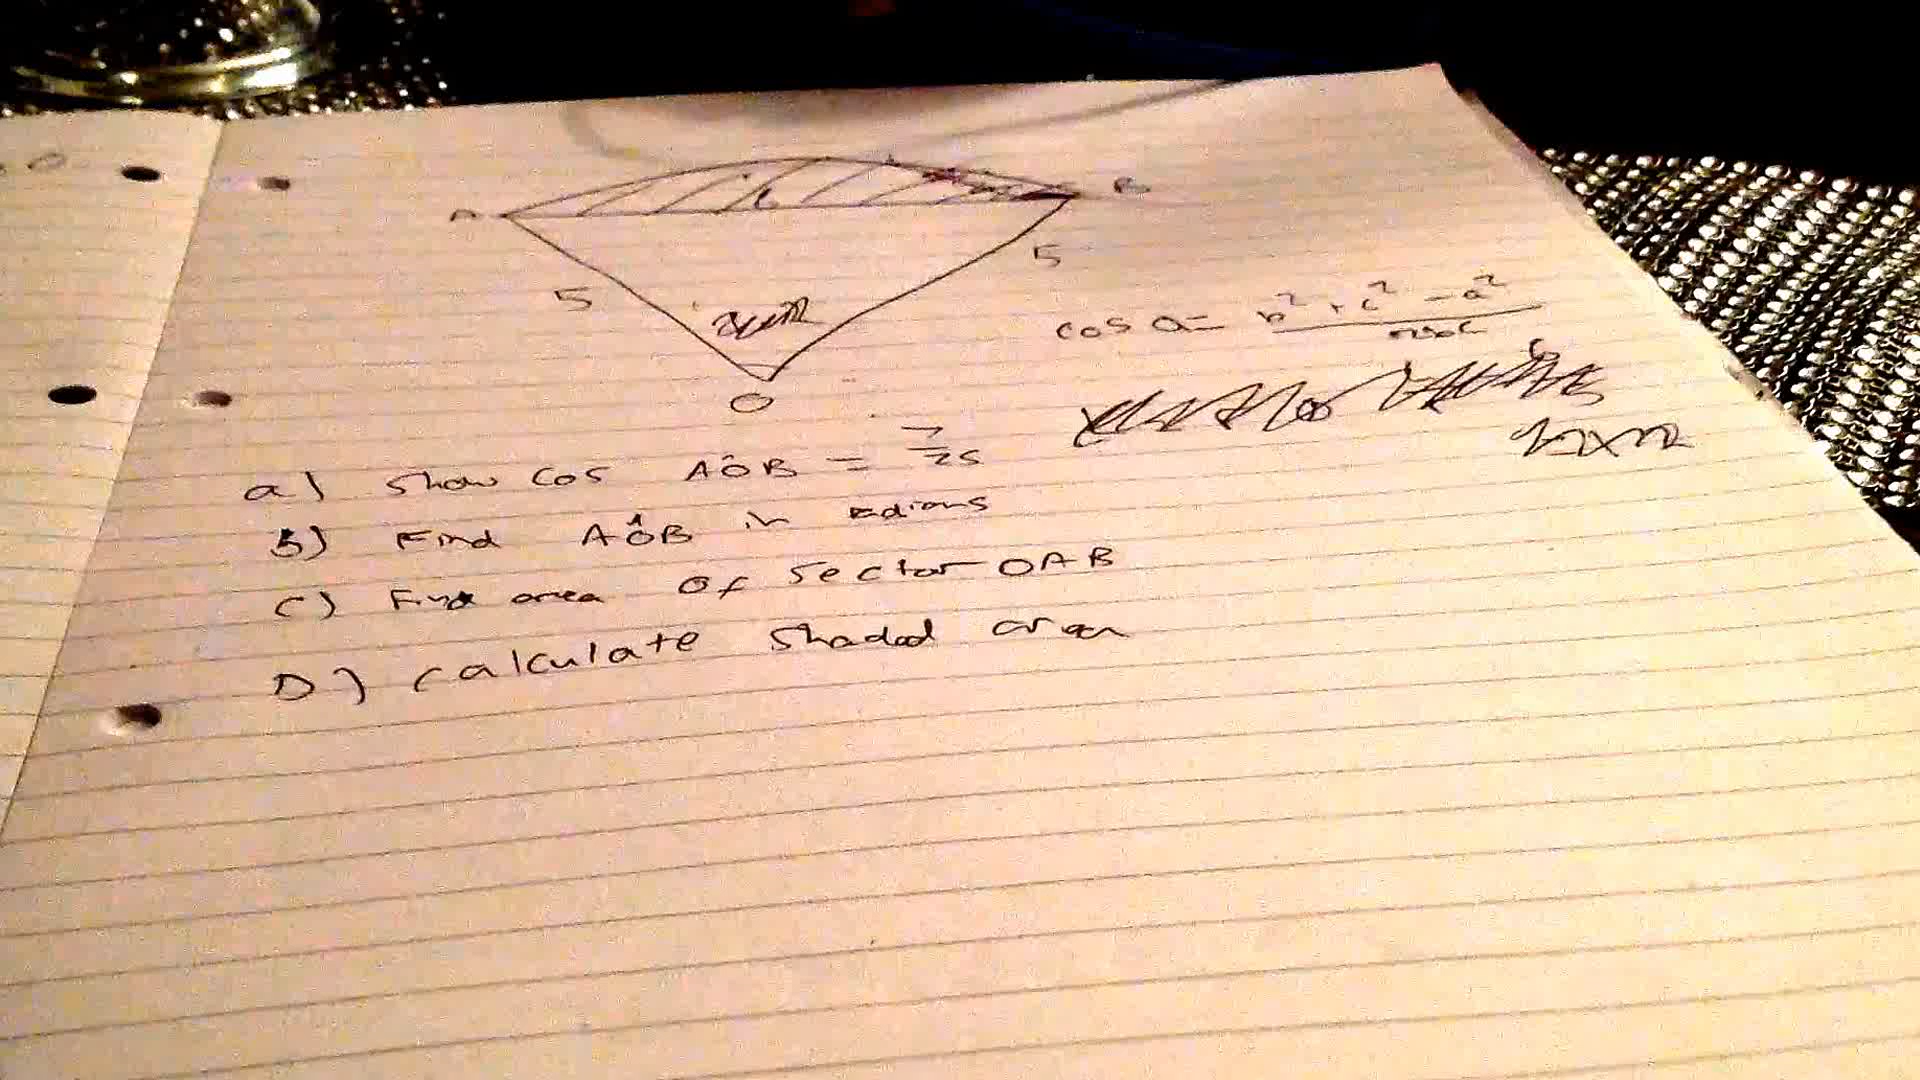 A
B
6
5
5
O
cos a = b² + c² - a²
a) show cos AÔB = 7/25
b) Find AÔB in radians
c) Find area of sector OAB
D) calculate shaded area